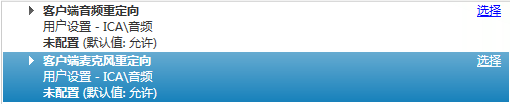 客户端音频重定向 选择
用户设置 - ICA\音频
未配置 (默认值: 允许)
客户端麦克风重定向 选择
用户设置 - ICA\音频
未配置 (默认值: 允许)